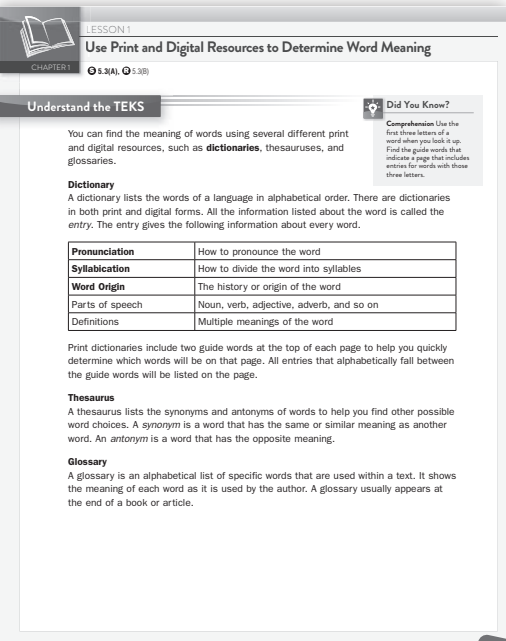 LESSON 1
Use Print and Digital Resources to Determine Word Meaning
CHAPTER 1
S 5.3(A), R 5.3(B)
Understand the TEKS
Did You Know?
Comprehension Use the
first three letters of a
word when you look it up.
Find the guide words that
indicate a page that includes
entries for words with those
three letters.
You can find the meaning of words using several different print
and digital resources, such as dictionaries, thesauruses, and
glossaries.
Dictionary
A dictionary lists the words of a language in alphabetical order. There are dictionaries
in both print and digital forms. All the information listed about the word is called the
entry. The entry gives the following information about every word.
Pronunciation How to pronounce the word
Syllabication How to divide the word into syllables
Word Origin The history or origin of the word
Parts of speech Noun, verb, adjective, adverb, and so on
Definitions Multiple meanings of the word
Print dictionaries include two guide words at the top of each page to help you quickly
determine which words will be on that page. All entries that alphabetically fall between
the guide words will be listed on the page.
Thesaurus
A thesaurus lists the synonyms and antonyms of words to help you find other possible
word choices. A synonym is a word that has the same or similar meaning as another
word. An antonym is a word that has the opposite meaning.
Glossary
A glossary is an alphabetical list of specific words that are used within a text. It shows
the meaning of each word as it is used by the author. A glossary usually appears at
the end of a book or article.